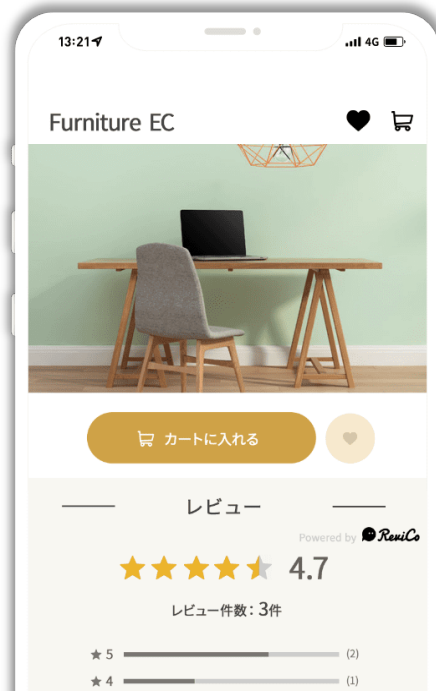 13:21
4G
Furniture EC
カートに入れる
レビュー
Powered by ReviCo
4.7
レビュー件数：3件
★ 5 (2)
★ 4 (1)